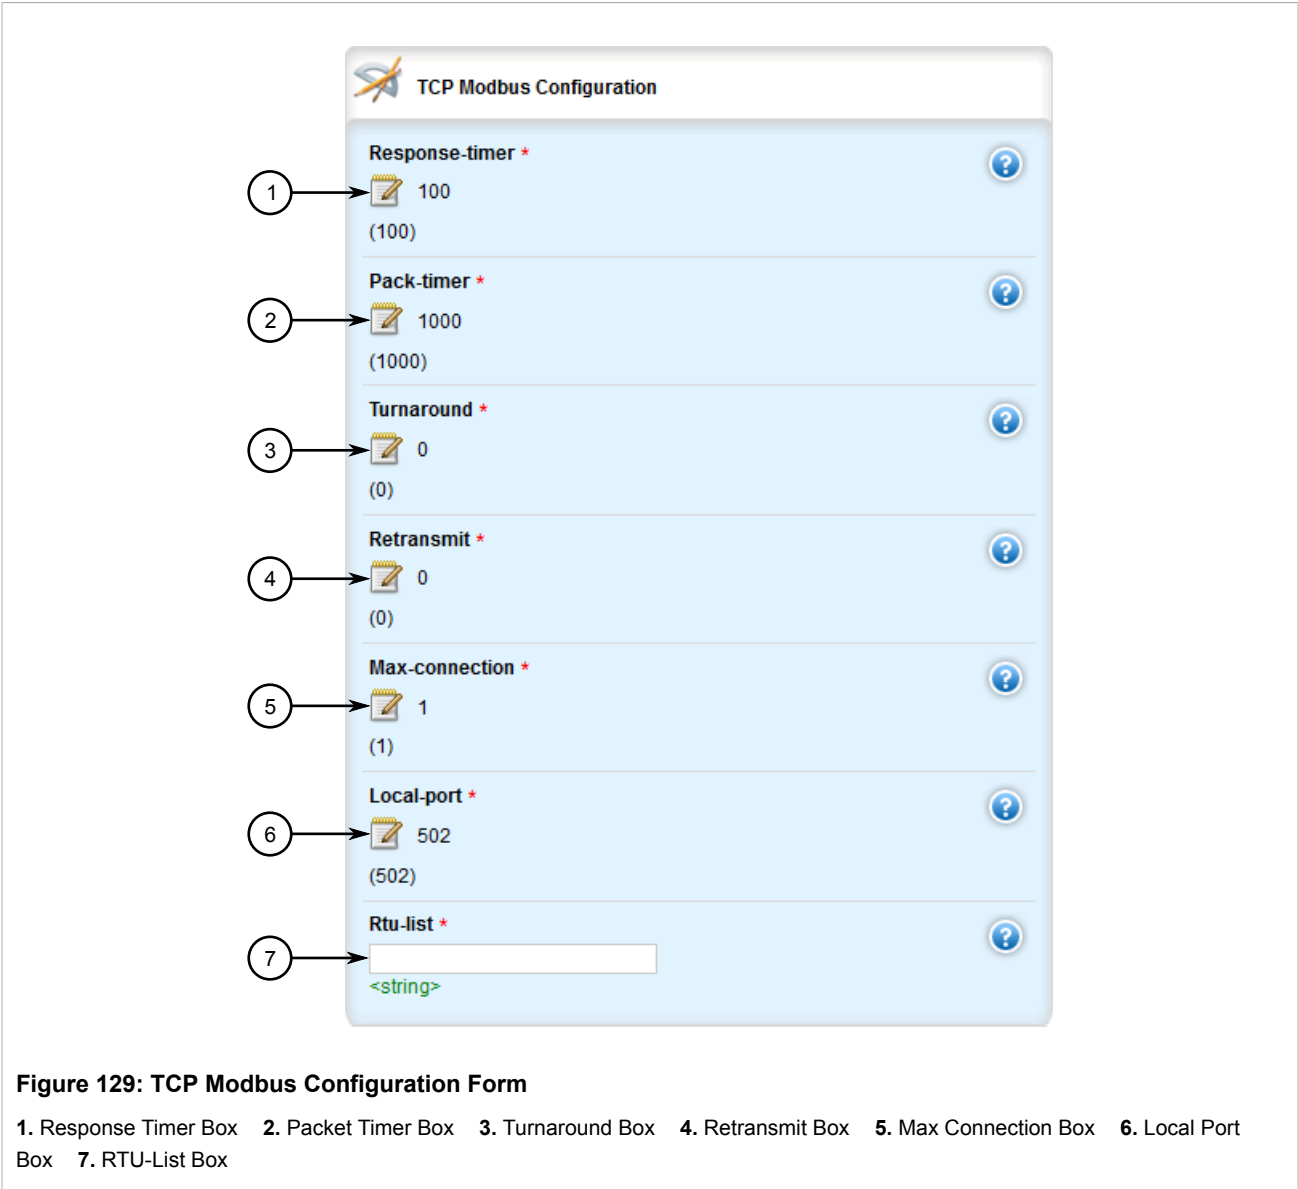 TCP Modbus Configuration
Response-timer *
1
100
(100)
Pack-timer *
2
1000
(1000)
Turnaround *
3
0
(0)
Retransmit *
4
0
(0)
Max-connection *
5
1
(1)
Local-port *
6
502
(502)
Rtu-list *
7
<string>
Figure 129: TCP Modbus Configuration Form
1. Response Timer Box 2. Packet Timer Box 3. Turnaround Box 4. Retransmit Box 5. Max Connection Box 6. Local Port
Box 7. RTU-List Box